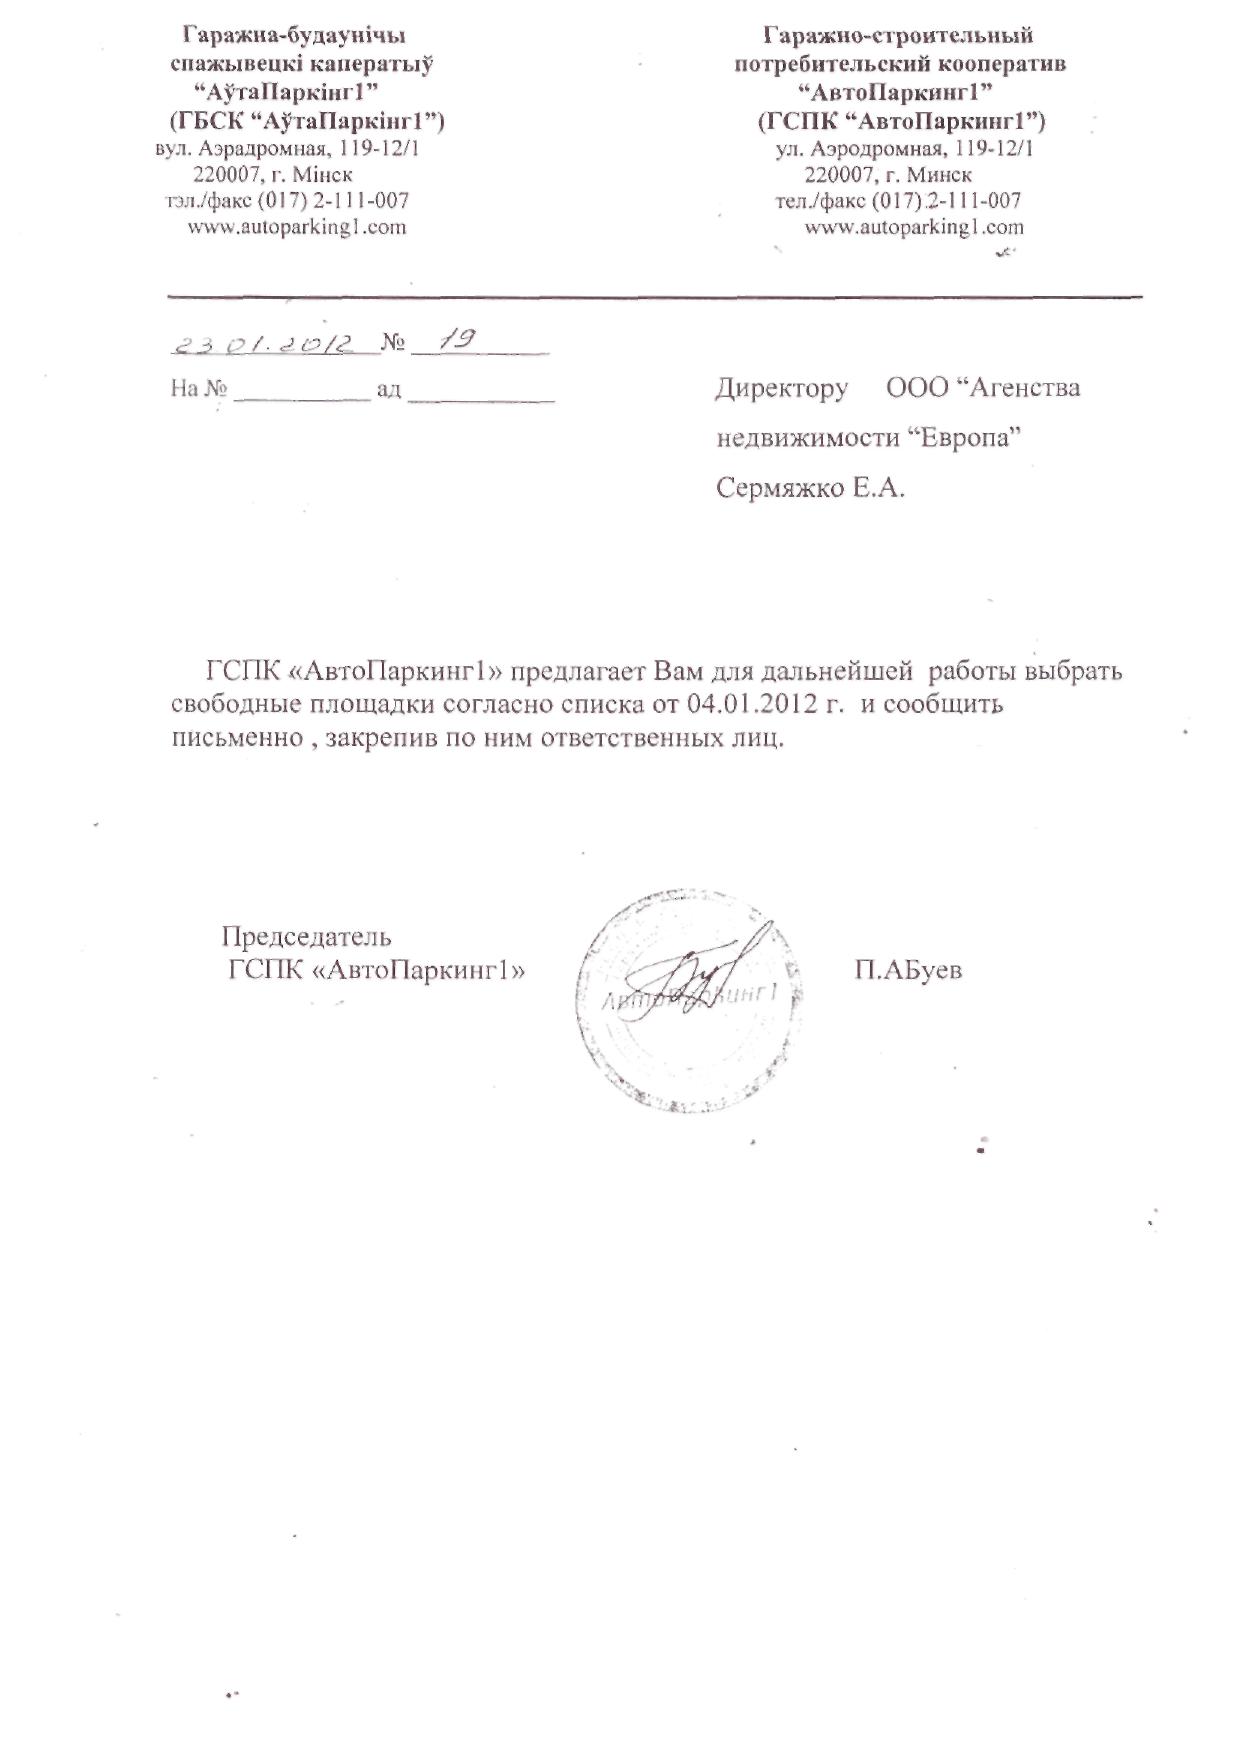 Гаражна-будаўнічы
спажывецкі каператыў
“АўтаПаркінг1”
(ГБСК “АўтаПаркінг1”)
вул. Аэрадромная, 119-12/1
220007, г. Мінск
тэл./факс (017) 2-111-007
www.autoparking1.com
Гаражно-строительный
потребительский кооператив
“АвтоПаркинг1”
(ГСПК “АвтоПаркинг1”)
ул. Аэродромная, 119-12/1
220007, г. Минск
тел./факс (017) 2-111-007
www.autoparking1.com
23 01.2012 № 19
На № __________ ад __________
Директору ООО “Агенства
недвижимости “Европа”
Сермяжко Е.А.
ГСПК «АвтоПаркинг1» предлагает Вам для дальнейшей работы выбрать
свободные площадки согласно списка от 04.01.2012 г. и сообщить
письменно , закрепив по ним ответственных лиц.
Председатель
ГСПК «АвтоПаркинг1»
АвтоПаркинг1
П.АБуев